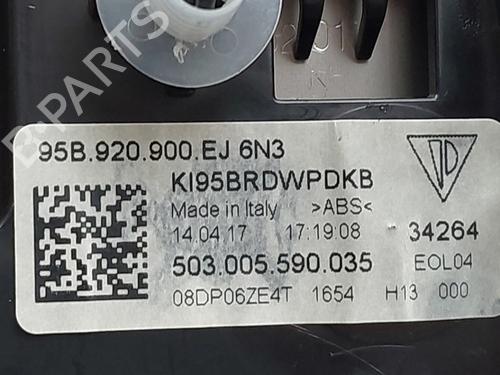 B-PARTS
95B.920.900.EJ 6N3
KI95BRDWPDKB
Made in Italy >ABS<
14.04.17 17:19:08 34264
503.005.590.035 EOL04
08DP06ZE4T 1654 H13 000